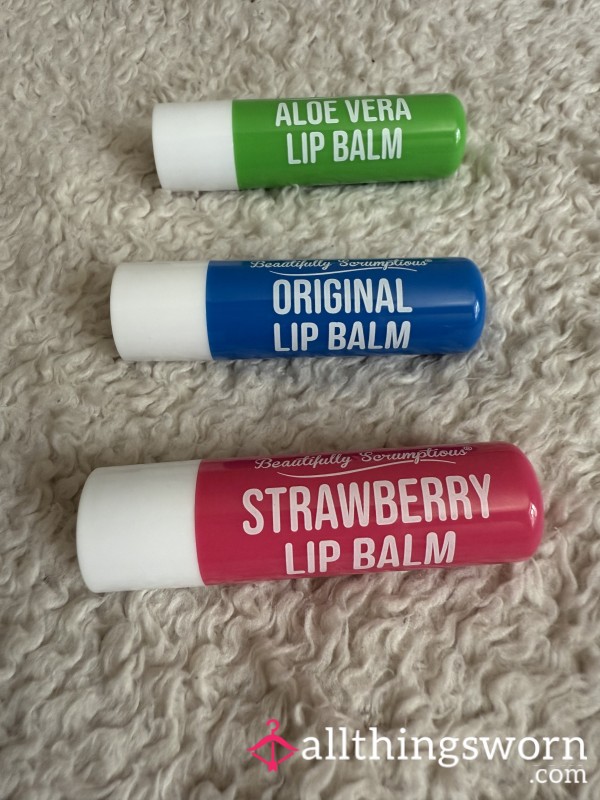 ALOE VERA
LIP BALM
Beautifully Scrumptious®
ORIGINAL
LIP BALM
Beautifully Scrumptious®
STRAWBERRY
LIP BALM
allthingsworn
.com